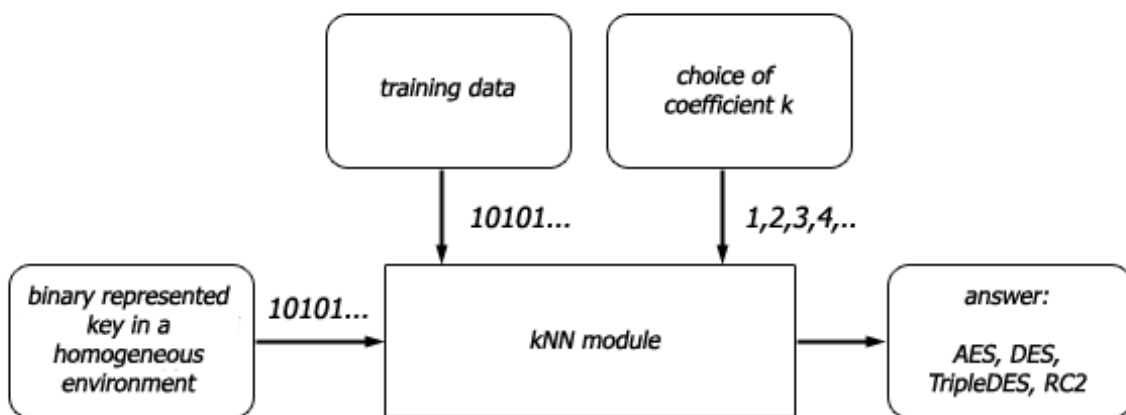 training data
choice of
coefficient k
10101...
1,2,3,4,..
binary represented
key in a
homogeneous
environment
10101...
kNN module
answer:
AES, DES,
TripleDES, RC2